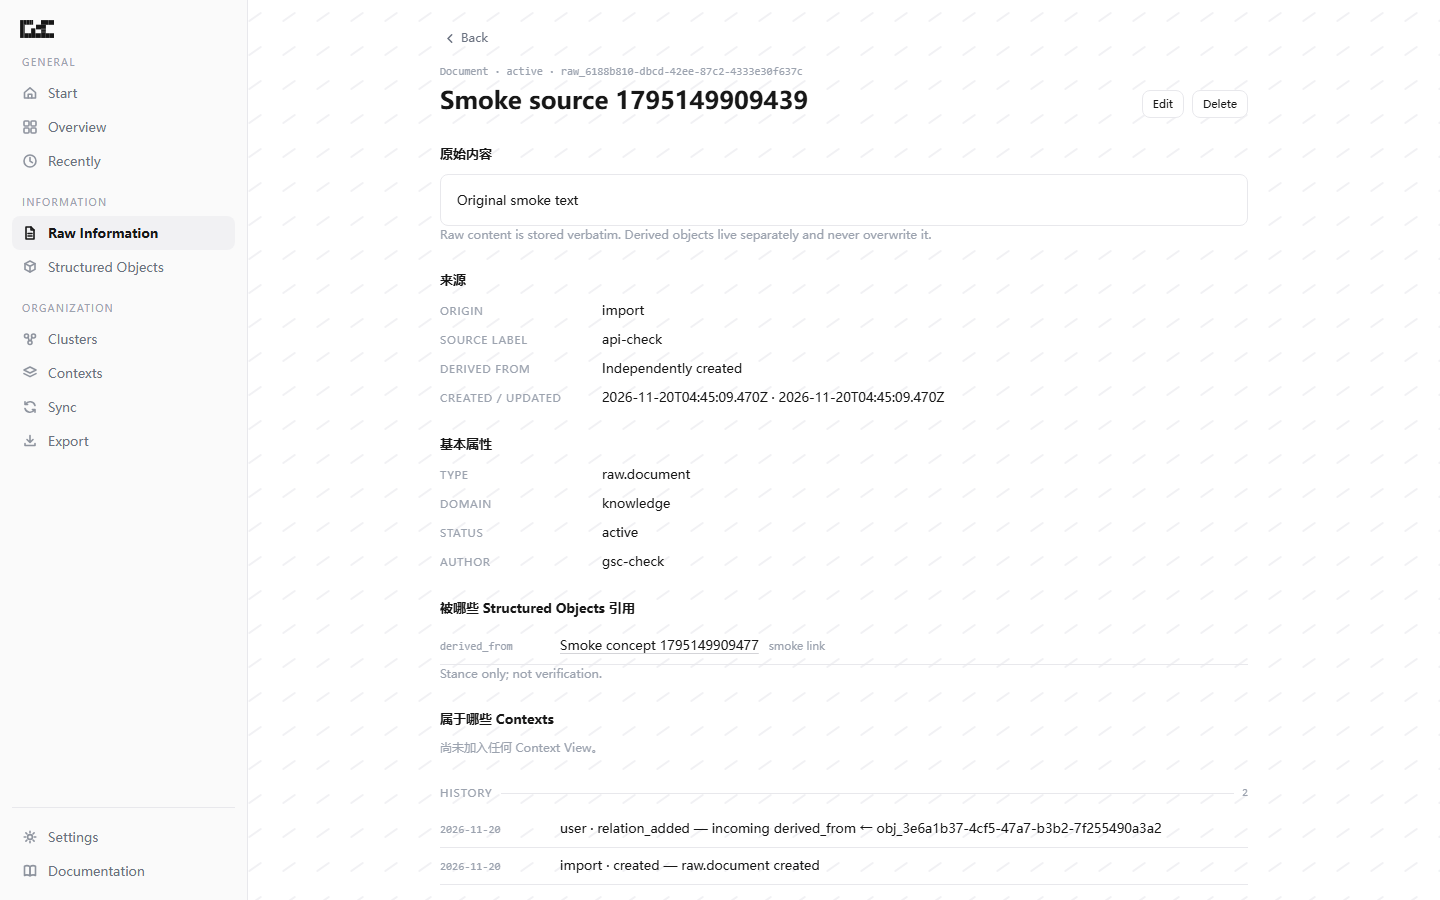 GSC
GENERAL
Start
Overview
Recently
INFORMATION
Raw Information
Structured Objects
ORGANIZATION
Clusters
Contexts
Sync
Export
Settings
Documentation
Back
Document · active · raw_6188b810-dbcd-42ee-87c2-4333e30f637c
Smoke source 1795149909439
Edit
Delete
原始内容
Original smoke text
Raw content is stored verbatim. Derived objects live separately and never overwrite it.
来源
ORIGIN import
SOURCE LABEL api-check
DERIVED FROM Independently created
CREATED / UPDATED 2026-11-20T04:45:09.470Z · 2026-11-20T04:45:09.470Z
基本属性
TYPE raw.document
DOMAIN knowledge
STATUS active
AUTHOR gsc-check
被哪些 Structured Objects 引用
derived_from Smoke concept 1795149909477 smoke link
Stance only; not verification.
属于哪些 Contexts
尚未加入任何 Context View。
HISTORY 2
2026-11-20 user · relation_added — incoming derived_from ← obj_3e6a1b37-4cf5-47a7-b3b2-7f255490a3a2
2026-11-20 import · created — raw.document created